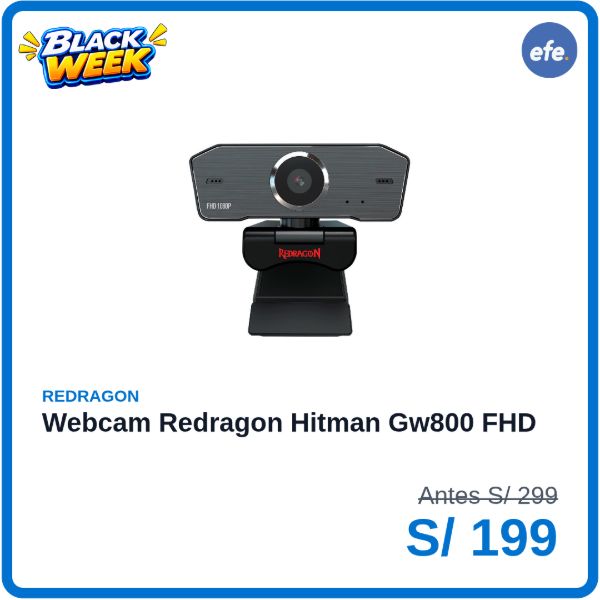 BLACK
WEEK
efe.
FHD 1080P
REDRAGON
REDRAGON
Webcam Redragon Hitman Gw800 FHD
Antes S/ 299
S/ 199